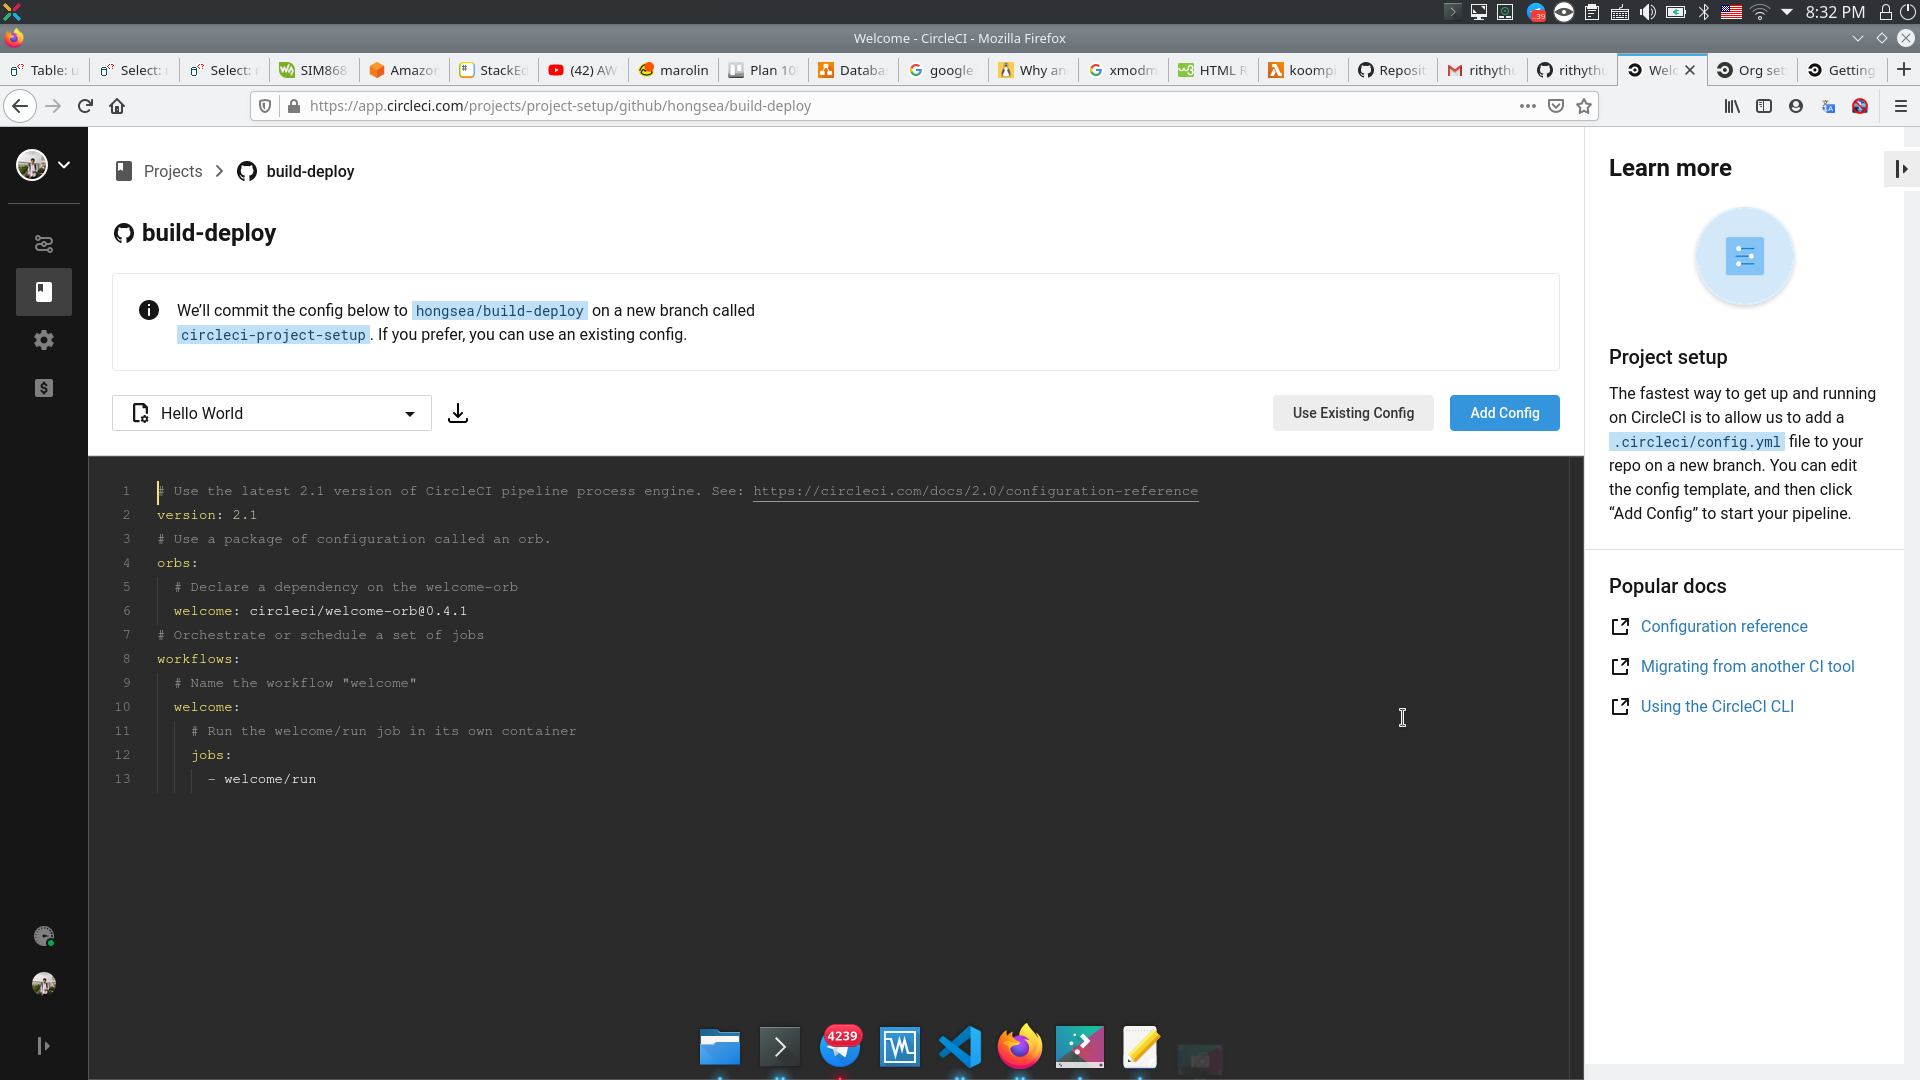 8:32 PM
39
Welcome - CircleCI - Mozilla Firefox
Table: u
Select:
Select:
SIM868
Amazon
StackEd
(42) AW
marolin
Plan 10
Databa
google
Why an
xmodm
HTML R
koompi
Reposit
rithythu
rithythu
Welc
Org set
Getting
https://app.circleci.com/projects/project-setup/github/hongsea/build-deploy
Projects
build-deploy
build-deploy
We'll commit the config below to hongsea/build-deploy on a new branch called
circleci-project-setup. If you prefer, you can use an existing config.
Hello World
Use Existing Config
Add Config
1 # Use the latest 2.1 version of CircleCI pipeline process engine. See: https://circleci.com/docs/2.0/configuration-reference
2 version: 2.1
3 # Use a package of configuration called an orb.
4 orbs:
5 # Declare a dependency on the welcome-orb
6 welcome: circleci/welcome-orb@0.4.1
7 # Orchestrate or schedule a set of jobs
8 workflows:
9 # Name the workflow "welcome"
10 welcome:
11 # Run the welcome/run job in its own container
12 jobs:
13 - welcome/run
Learn more
Project setup
The fastest way to get up and running
on CircleCI is to allow us to add a
.circleci/config.yml file to your
repo on a new branch. You can edit
the config template, and then click
“Add Config” to start your pipeline.
Popular docs
Configuration reference
Migrating from another CI tool
Using the CircleCI CLI
4239